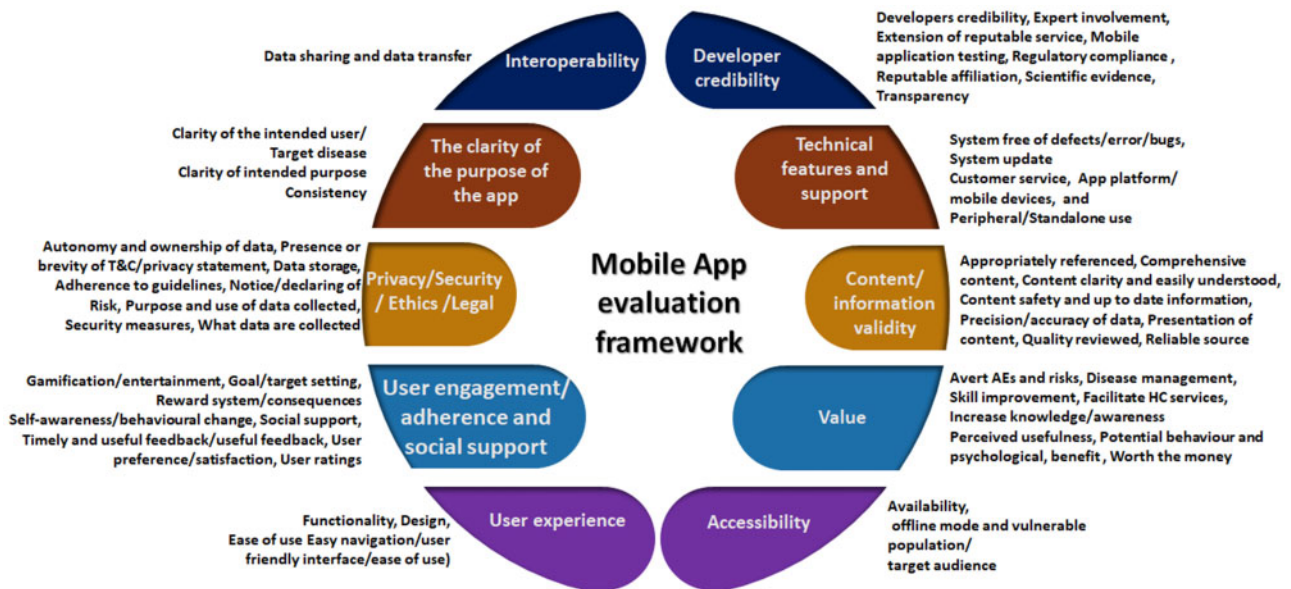 Data sharing and data transfer
Interoperability
Developer
credibility
Developers credibility, Expert involvement,
Extension of reputable service, Mobile
application testing, Regulatory compliance ,
Reputable affiliation, Scientific evidence,
Transparency
Clarity of the intended user/
Target disease
Clarity of intended purpose
Consistency
The clarity of
the purpose of
the app
Technical
features and
support
System free of defects/error/bugs,
System update
Customer service, App platform/
mobile devices, and
Peripheral/Standalone use
Autonomy and ownership of data, Presence or
brevity of T&C/privacy statement, Data storage,
Adherence to guidelines, Notice/declaring of
Risk, Purpose and use of data collected,
Security measures, What data are collected
Privacy/Security
/ Ethics /Legal
Mobile App
evaluation
framework
Content/
information
validity
Appropriately referenced, Comprehensive
content, Content clarity and easily understood,
Content safety and up to date information,
Precision/accuracy of data, Presentation of
content, Quality reviewed, Reliable source
Gamification/entertainment, Goal/target setting,
Reward system/consequences
Self-awareness/behavioural change, Social support,
Timely and useful feedback/useful feedback, User
preference/satisfaction, User ratings
User engagement/
adherence and
social support
Value
Avert AEs and risks, Disease management,
Skill improvement, Facilitate HC services,
Increase knowledge/awareness
Perceived usefulness, Potential behaviour and
psychological, benefit , Worth the money
Functionality, Design,
Ease of use Easy navigation/user
friendly interface/ease of use)
User experience
Accessibility
Availability,
offline mode and vulnerable
population/
target audience